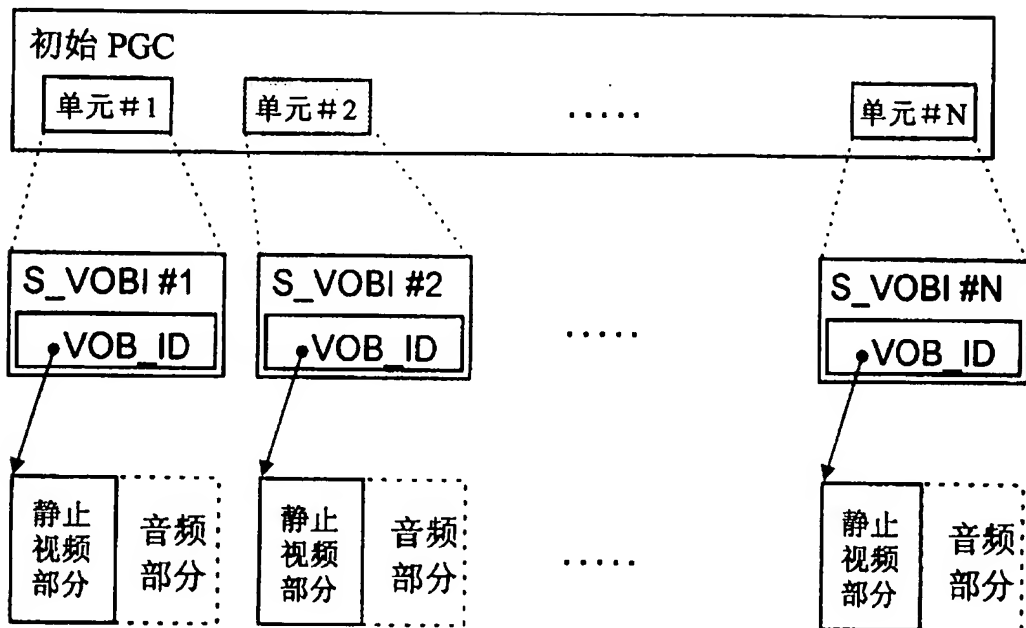 初始 PGC
单元#1 单元#2 ····· 单元#N
S_VOBI #1 S_VOBI #2 S_VOBI #N
VOB_ID VOB_ID ····· VOB_ID
静止 静止 静止
视频 音频 视频 音频 视频 音频
部分 部分 部分 部分 ····· 部分 部分